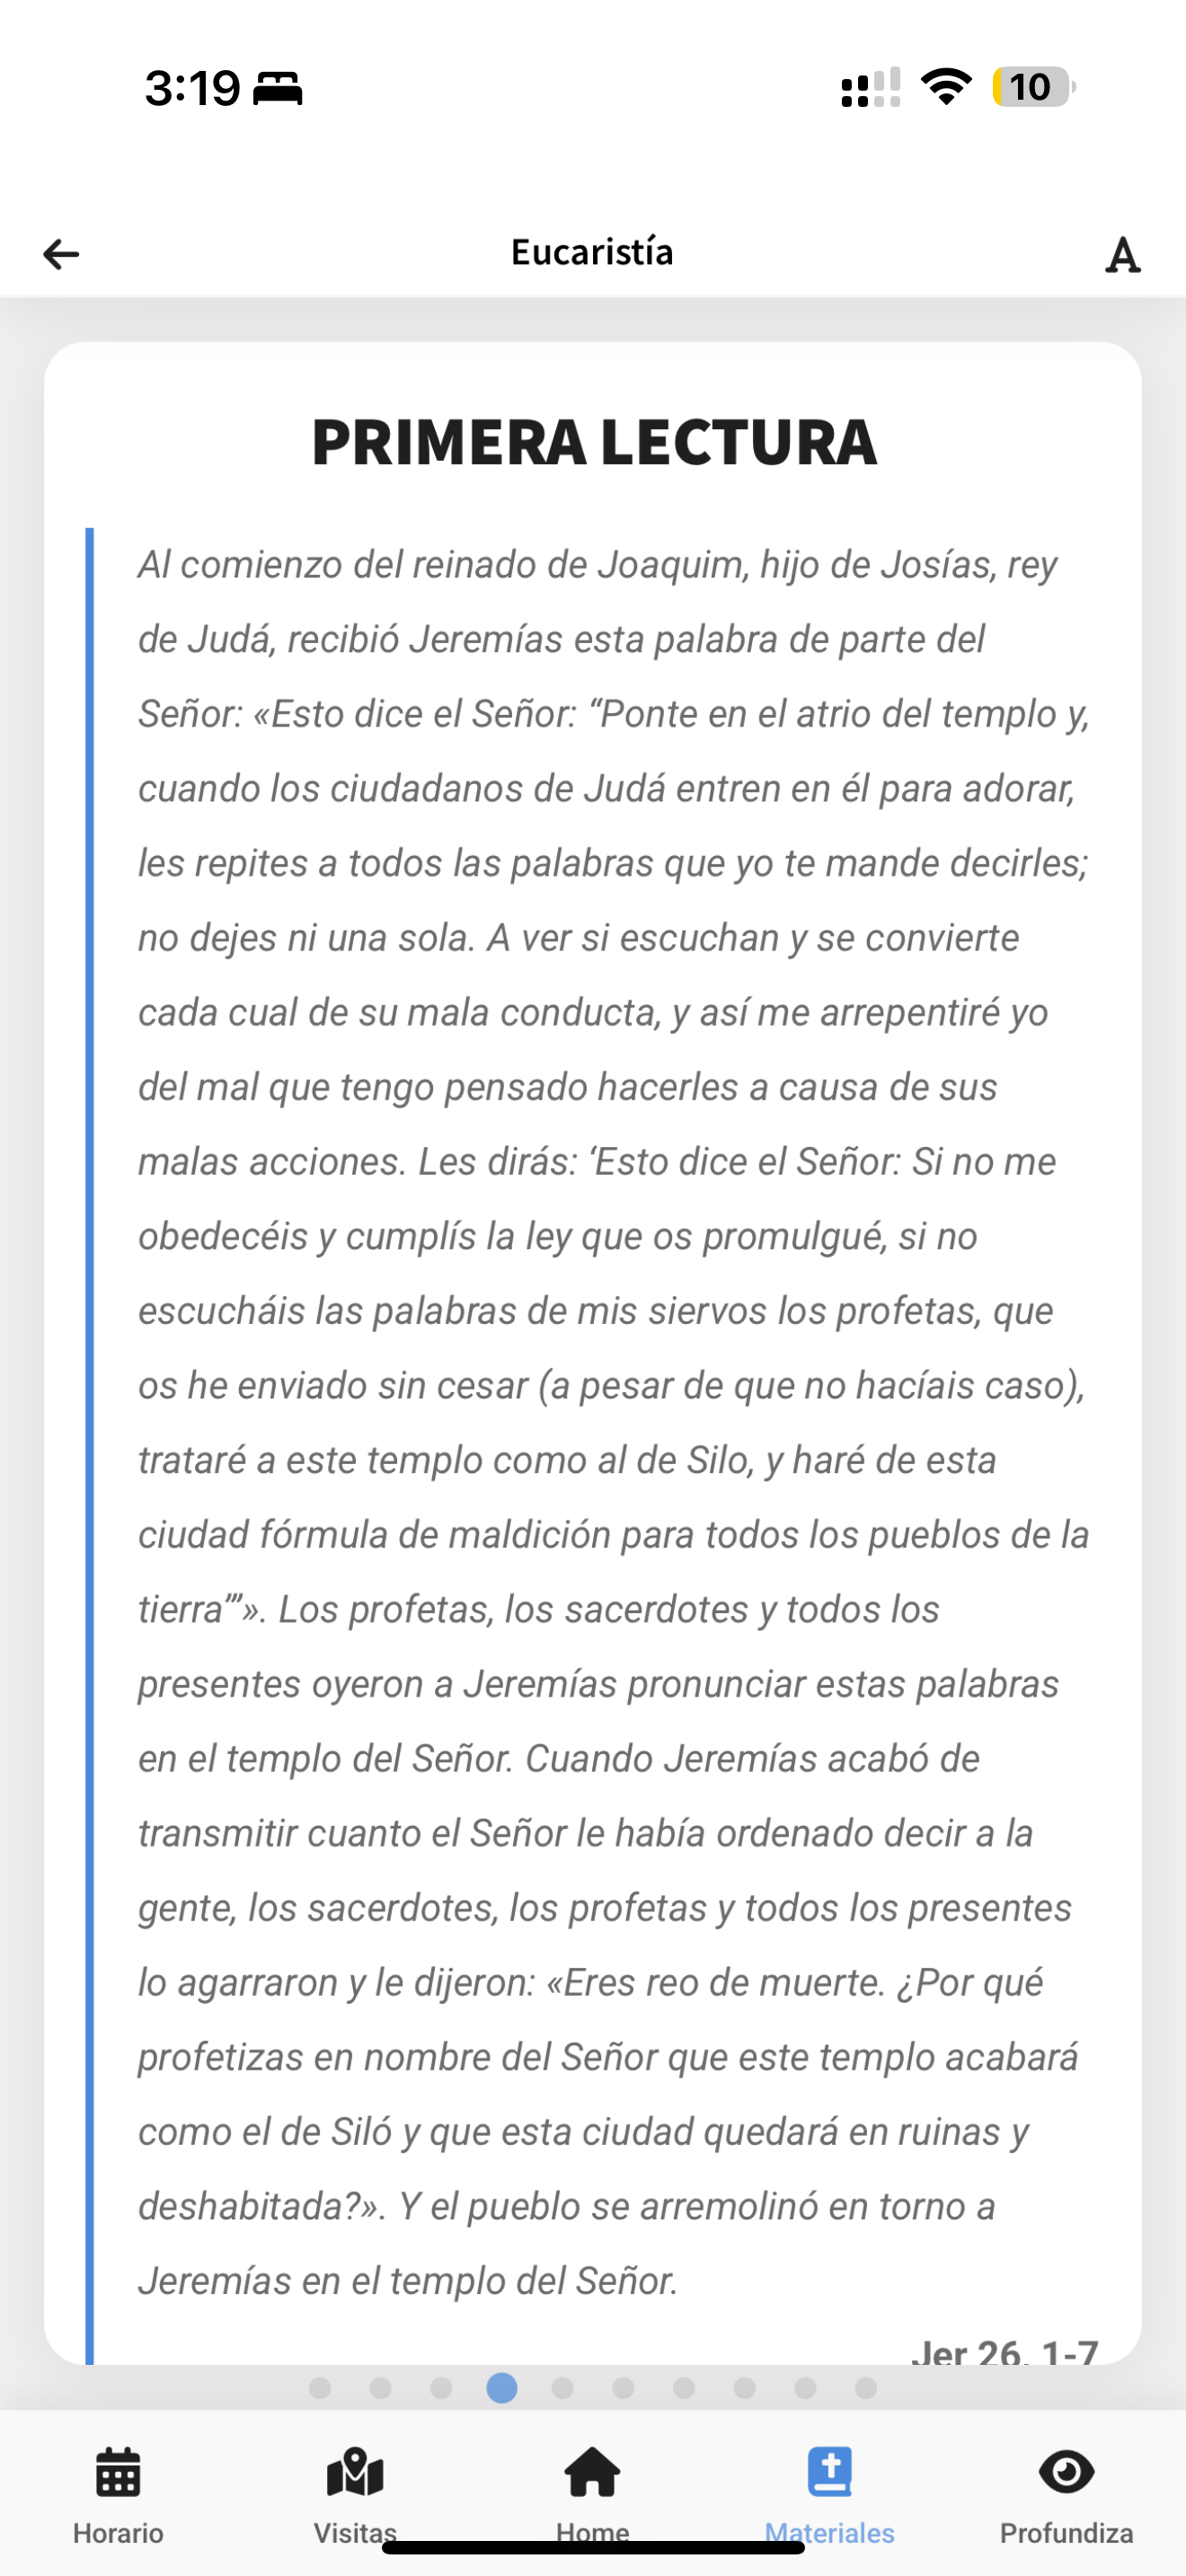 3:19
10
Eucaristía
A
PRIMERA LECTURA
Al comienzo del reinado de Joaquim, hijo de Josías, rey
de Judá, recibió Jeremías esta palabra de parte del
Señor: «Esto dice el Señor: “Ponte en el atrio del templo y,
cuando los ciudadanos de Judá entren en él para adorar,
les repites a todos las palabras que yo te mande decirles;
no dejes ni una sola. A ver si escuchan y se convierte
cada cual de su mala conducta, y así me arrepentiré yo
del mal que tengo pensado hacerles a causa de sus
malas acciones. Les dirás: ‘Esto dice el Señor: Si no me
obedecéis y cumplís la ley que os promulgué, si no
escucháis las palabras de mis siervos los profetas, que
os he enviado sin cesar (a pesar de que no hacíais caso),
trataré a este templo como al de Silo, y haré de esta
ciudad fórmula de maldición para todos los pueblos de la
tierra’”». Los profetas, los sacerdotes y todos los
presentes oyeron a Jeremías pronunciar estas palabras
en el templo del Señor. Cuando Jeremías acabó de
transmitir cuanto el Señor le había ordenado decir a la
gente, los sacerdotes, los profetas y todos los presentes
lo agarraron y le dijeron: «Eres reo de muerte. ¿Por qué
profetizas en nombre del Señor que este templo acabará
como el de Siló y que esta ciudad quedará en ruinas y
deshabitada?». Y el pueblo se arremolinó en torno a
Jeremías en el templo del Señor.
Jer 26, 1-7
Horario
Visitas
Home
Materiales
Profundiza